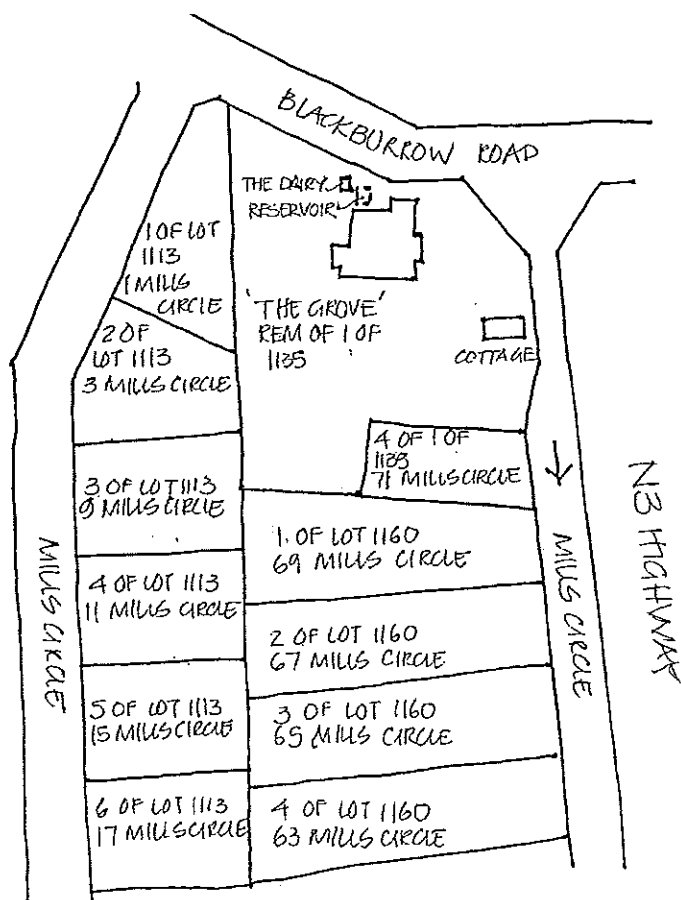 BLACKBURROW ROAD
THE DAIRY
RESERVOIR
1 OF LOT
1113
1 MILLS
CIRCLE
'THE GROVE'
REM OF 1 OF
1135
COTTAGE
2 OF
LOT 1113
3 MILLS CIRCLE
4 OF 1 OF
1135
71 MILLS CIRCLE
3 OF LOT 1113
9 MILLS CIRCLE
1. OF LOT 1160
69 MILLS CIRCLE
4 OF LOT 1113
11 MILLS CIRCLE
2 OF LOT 1160
67 MILLS CIRCLE
5 OF LOT 1113
15 MILLS CIRCLE
3 OF LOT 1160
65 MILLS CIRCLE
6 OF LOT 1113
17 MILLS CIRCLE
4 OF LOT 1160
63 MILLS CIRCLE
MILLS CIRCLE
MILLS CIRCLE
N3 HIGHWAY